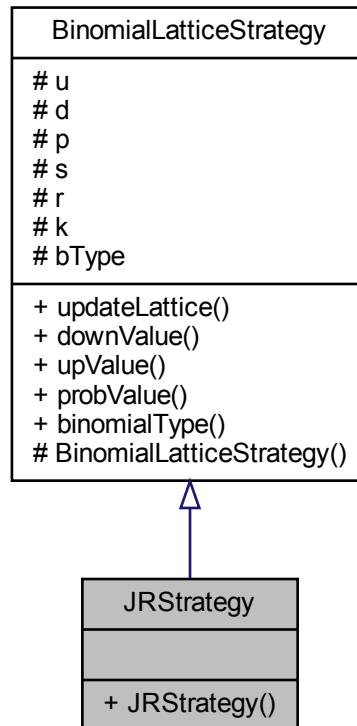 BinomialLatticeStrategy
# u
# d
# p
# s
# r
# k
# bType
+ updateLattice()
+ downValue()
+ upValue()
+ probValue()
+ binomialType()
# BinomialLatticeStrategy()
JRStrategy
+ JRStrategy()